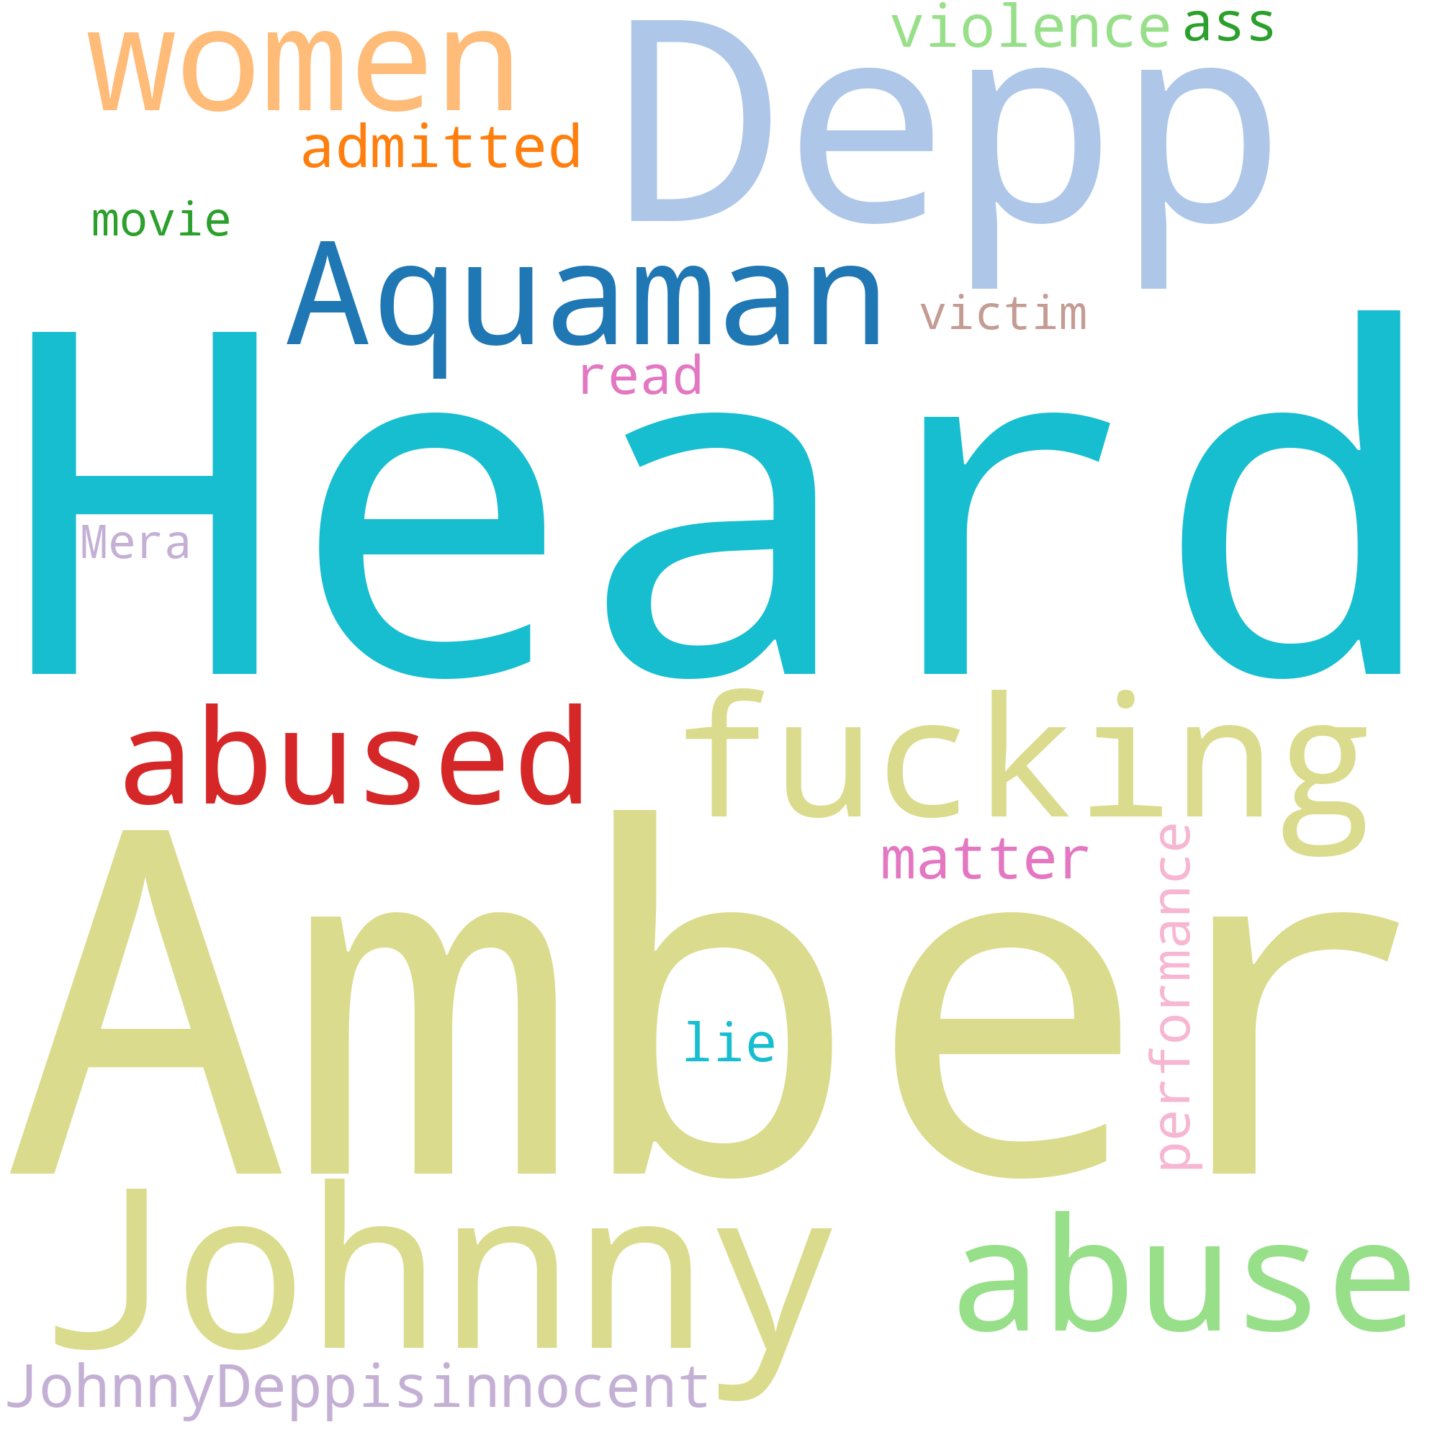 women
Depp
violence
ass
admitted
movie
Aquaman
victim
read
Heard
Mera
abused
fucking
matter
Amber
performance
lie
Johnny
abuse
JohnnyDeppisinnocent